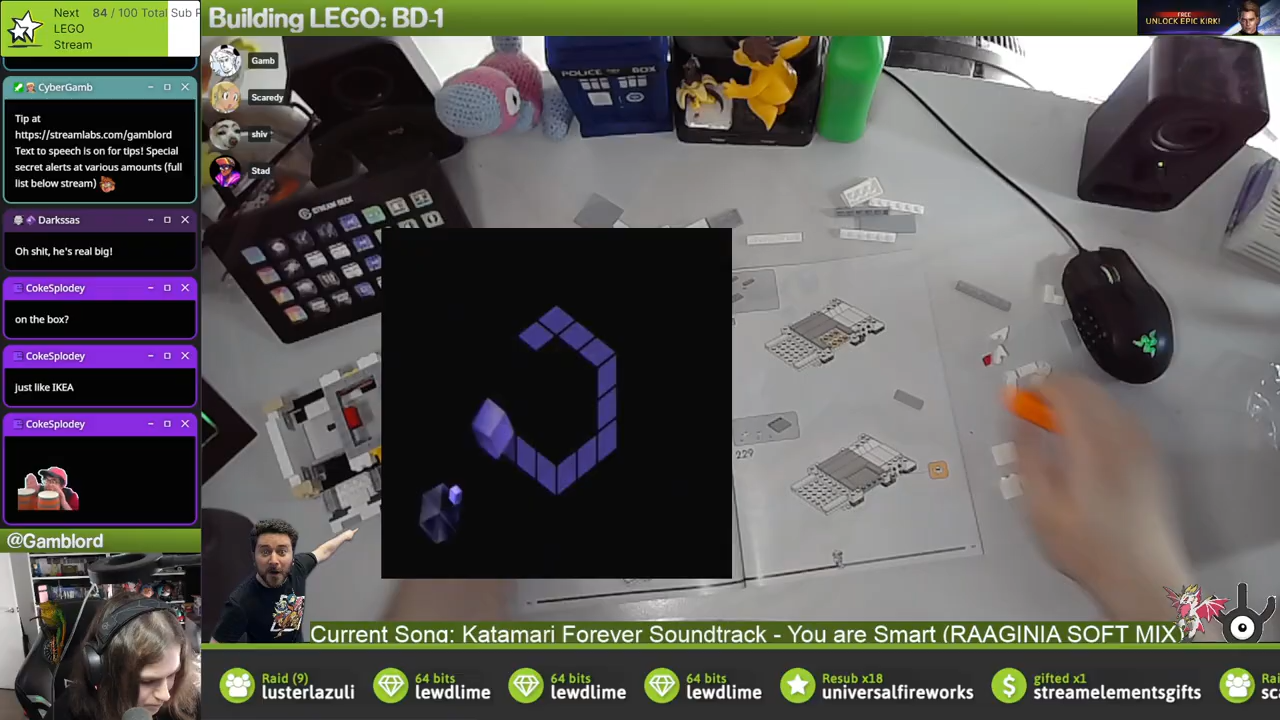 Next
LEGO
Stream
84 / 100 Total Sub P
Building LEGO: BD-1
FREE
UNLOCK EPIC KIRK!
CyberGamb
Tip at
https://streamlabs.com/gamblord
Text to speech is on for tips! Special
secret alerts at various amounts (full
list below stream)
Darkssas
Oh shit, he's real big!
CokeSplodey
on the box?
CokeSplodey
just like IKEA
CokeSplodey
Gamb
Scaredy
shiv
Stad
POLICE BOX
STREAM DECK
229
@Gamblord
Current Song: Katamari Forever Soundtrack - You are Smart (RAAGINIA SOFT MIX)
Raid (9)
lusterlazuli
64 bits
lewdlime
64 bits
lewdlime
64 bits
lewdlime
Resub x18
universalfireworks
gifted x1
streamelementsgifts
Rai
sca